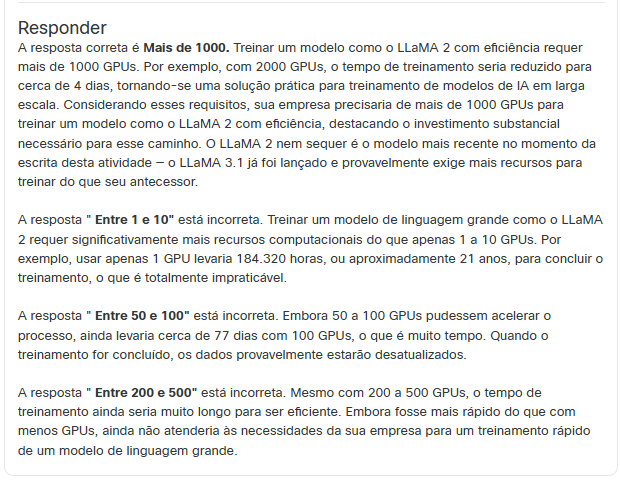 Responder
A resposta correta é Mais de 1000. Treinar um modelo como o LLaMA 2 com eficiência requer
mais de 1000 GPUs. Por exemplo, com 2000 GPUs, o tempo de treinamento seria reduzido para
cerca de 4 dias, tornando-se uma solução prática para treinamento de modelos de IA em larga
escala. Considerando esses requisitos, sua empresa precisaria de mais de 1000 GPUs para
treinar um modelo como o LLaMA 2 com eficiência, destacando o investimento substancial
necessário para esse caminho. O LLaMA 2 nem sequer é o modelo mais recente no momento da
escrita desta atividade — o LLaMA 3.1 já foi lançado e provavelmente exige mais recursos para
treinar do que seu antecessor.
A resposta " Entre 1 e 10" está incorreta. Treinar um modelo de linguagem grande como o LLaMA
2 requer significativamente mais recursos computacionais do que apenas 1 a 10 GPUs. Por
exemplo, usar apenas 1 GPU levaria 184.320 horas, ou aproximadamente 21 anos, para concluir o
treinamento, o que é totalmente impraticável.
A resposta " Entre 50 e 100" está incorreta. Embora 50 a 100 GPUs pudessem acelerar o
processo, ainda levaria cerca de 77 dias com 100 GPUs, o que é muito tempo. Quando o
treinamento for concluído, os dados provavelmente estarão desatualizados.
A resposta " Entre 200 e 500" está incorreta. Mesmo com 200 a 500 GPUs, o tempo de
treinamento ainda seria muito longo para ser eficiente. Embora fosse mais rápido do que com
menos GPUs, ainda não atenderia às necessidades da sua empresa para um treinamento rápido
de um modelo de linguagem grande.